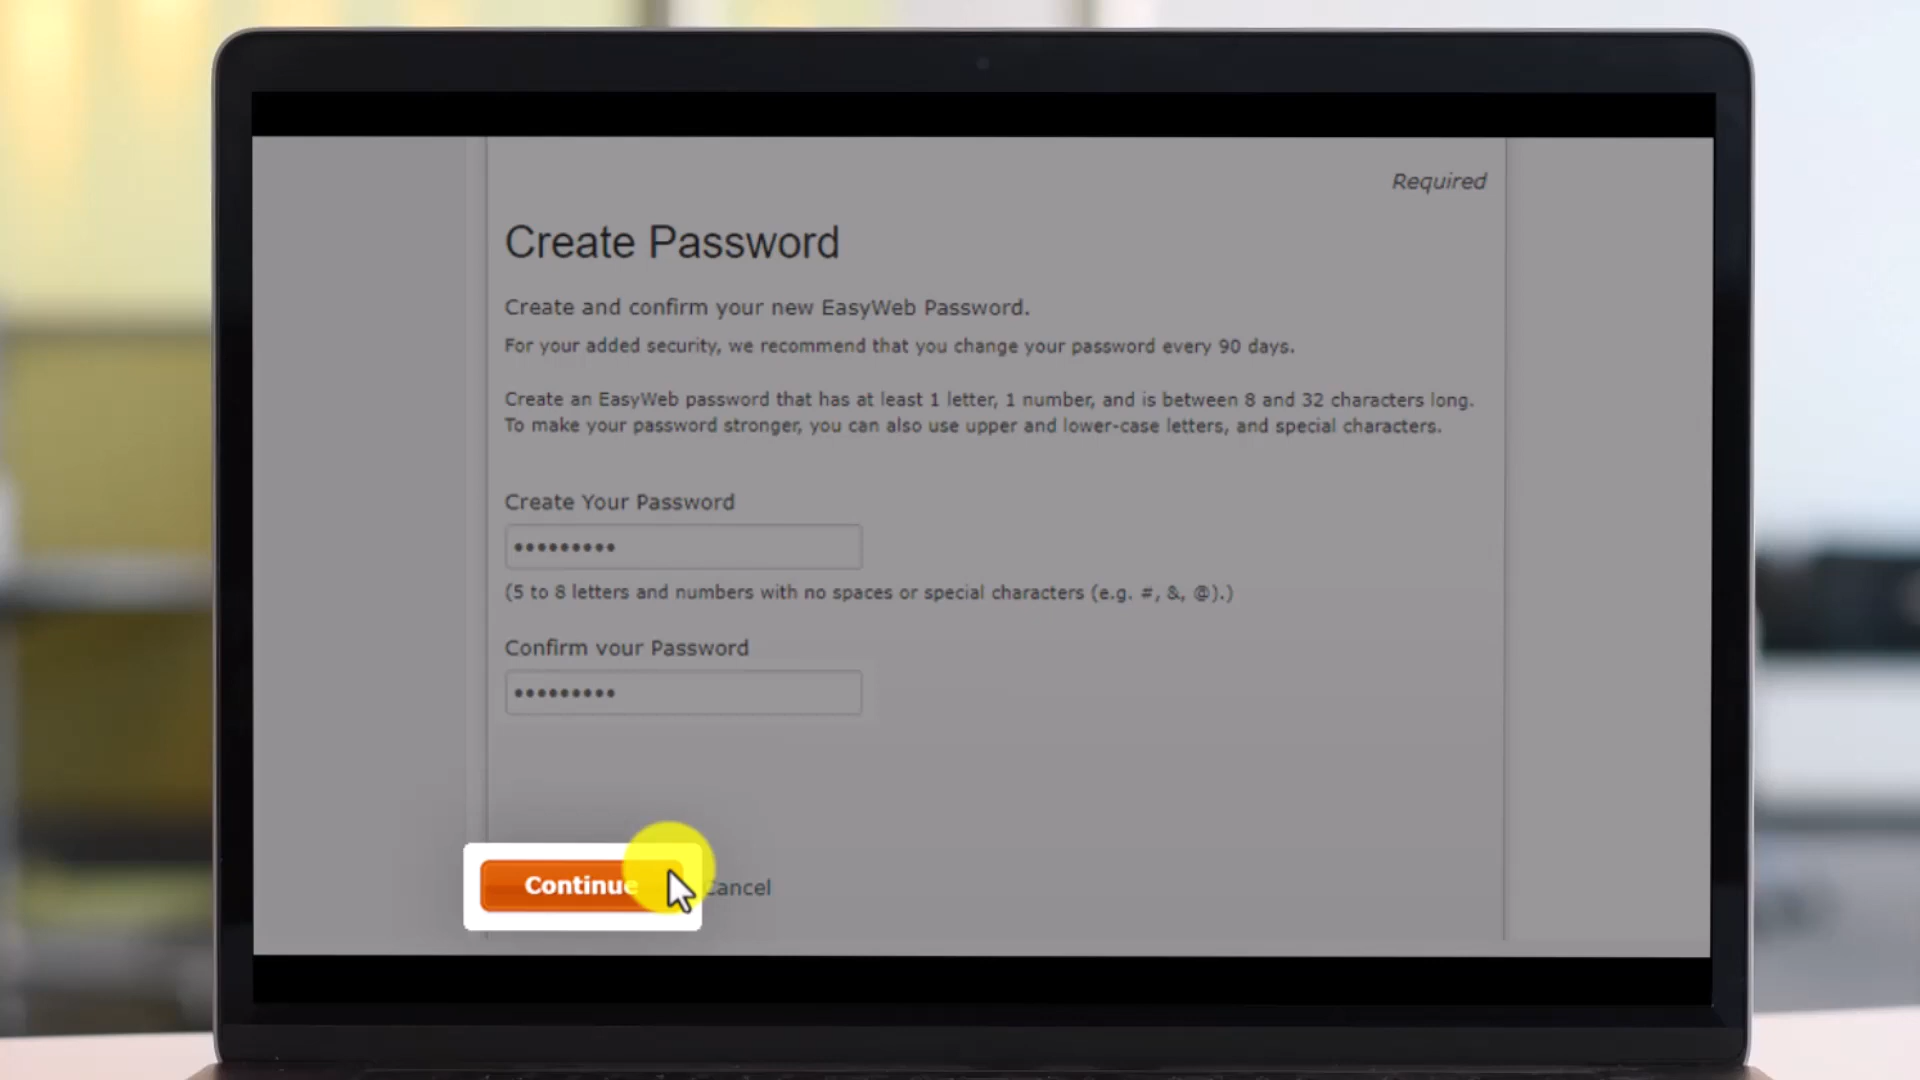 Required
Create Password
Create and confirm your new EasyWeb Password.
For your added security, we recommend that you change your password every 90 days.
Create an EasyWeb password that has at least 1 letter, 1 number, and is between 8 and 32 characters long.
To make your password stronger, you can also use upper and lower-case letters, and special characters.
Create Your Password
•••••••••
(5 to 8 letters and numbers with no spaces or special characters (e.g. #, &, @).)
Confirm your Password
•••••••••
Continue Cancel